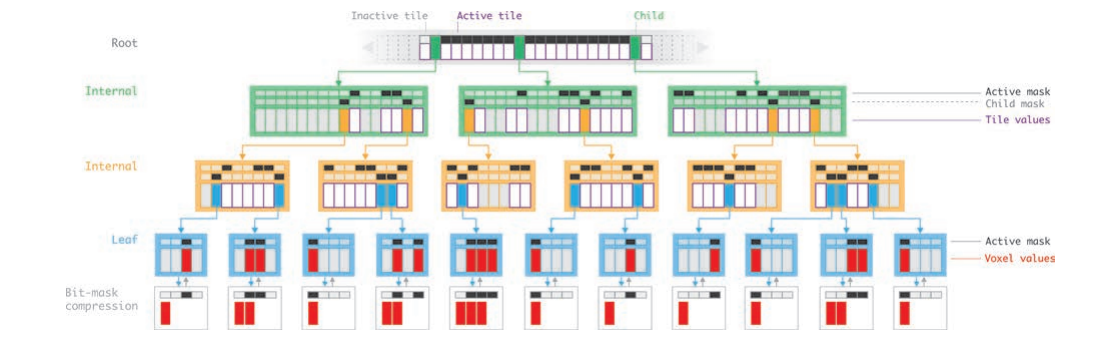 Inactive tile Active tile Child
Root
Internal
Active mask
Child mask
Tile values
Internal
Leaf
Active mask
Voxel values
Bit-mask
compression